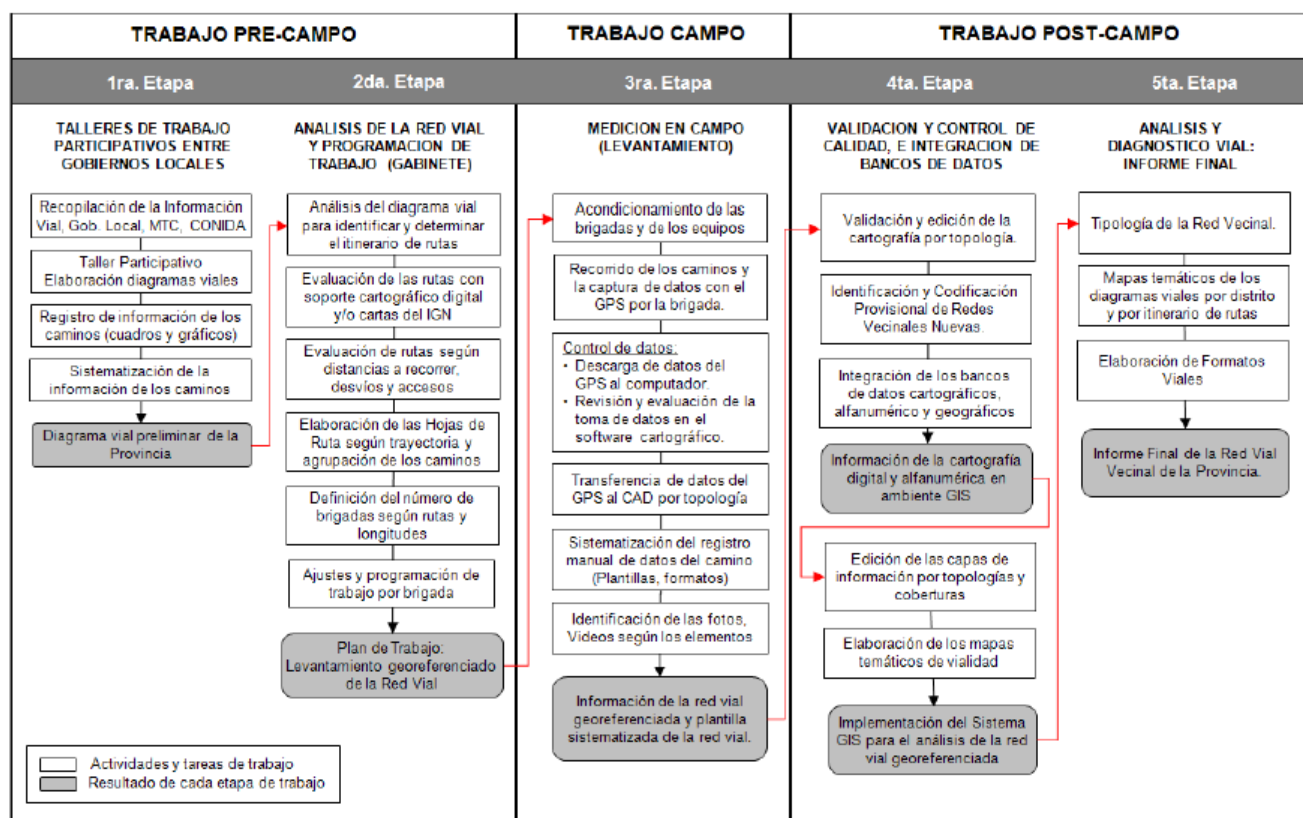 TRABAJO PRE-CAMPO
TRABAJO CAMPO
TRABAJO POST-CAMPO
1ra. Etapa
2da. Etapa
3ra. Etapa
4ta. Etapa
5ta. Etapa
TALLERES DE TRABAJO
PARTICIPATIVOS ENTRE
GOBIERNOS LOCALES
Recopilación de la Información
Vial, Gob. Local, MTC, CONIDA
Taller Participativo
Elaboración diagramas viales
Registro de información de los
caminos (cuadros y gráficos)
Sistematización de la
información de los caminos
Diagrama vial preliminar de la
Provincia
ANALISIS DE LA RED VIAL
Y PROGRAMACION DE
TRABAJO (GABINETE)
Análisis del diagrama vial
para identificar y determinar
el itinerario de rutas
Evaluación de las rutas con
soporte cartográfico digital
y/o cartas del IGN
Evaluación de rutas según
distancias a recorrer,
desvíos y accesos
Elaboración de las Hojas de
Ruta según trayectoria y
agrupación de los caminos
Definición del número de
brigadas según rutas y
longitudes
Ajustes y programación de
trabajo por brigada
Plan de Trabajo:
Levantamiento georeferenciado
de la Red Vial
MEDICION EN CAMPO
(LEVANTAMIENTO)
Acondicionamiento de las
brigadas y de los equipos
Recorrido de los caminos y
la captura de datos con el
GPS por la brigada.
Control de datos:
• Descarga de datos del
GPS al computador.
• Revisión y evaluación de la
toma de datos en el
software cartográfico.
Transferencia de datos del
GPS al CAD por topología
Sistematización del registro
manual de datos del camino
(Plantillas, formatos)
Identificación de las fotos,
Videos según los elementos
Información de la red vial
georeferenciada y plantilla
sistematizada de la red vial.
VALIDACION Y CONTROL DE
CALIDAD, E INTEGRACION DE
BANCOS DE DATOS
Validación y edición de la
cartografía por topología.
Identificación y Codificación
Provisional de Redes
Vecinales Nuevas.
Integración de los bancos
de datos cartográficos,
alfanumérico y geográficos
Información de la cartografía
digital y alfanumérica en
ambiente GIS
Edición de las capas de
información por topologías y
coberturas
Elaboración de los mapas
temáticos de vialidad
Implementación del Sistema
GIS para el análisis de la red
vial georeferenciada
ANALISIS Y
DIAGNOSTICO VIAL:
INFORME FINAL
Tipología de la Red Vecinal.
Mapas temáticos de los
diagramas viales por distrito
y por itinerario de rutas
Elaboración de Formatos
Viales
Informe Final de la Red Vial
Vecinal de la Provincia.
Actividades y tareas de trabajo
Resultado de cada etapa de trabajo